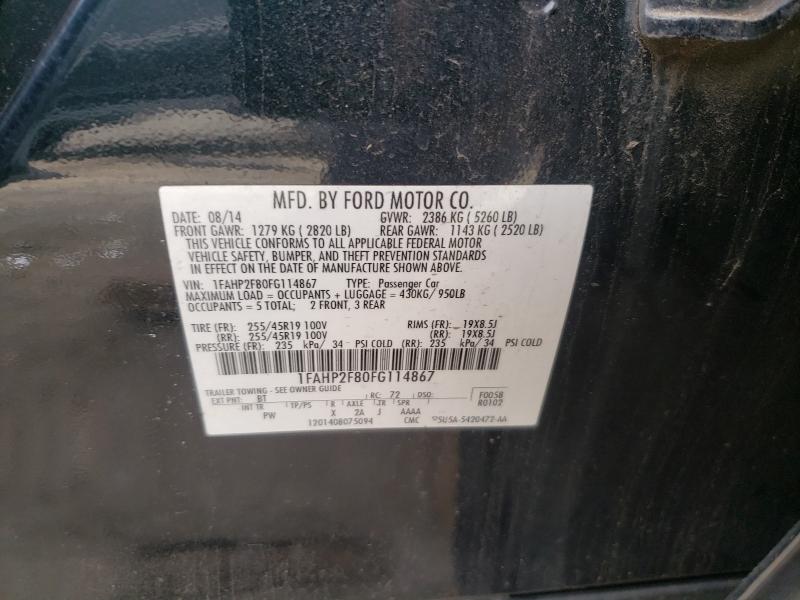 MFD. BY FORD MOTOR CO.
DATE: 08/14 GVWR: 2386 KG ( 5260 LB)
FRONT GAWR: 1279 KG ( 2820 LB) REAR GAWR: 1143 KG ( 2520 LB)
THIS VEHICLE CONFORMS TO ALL APPLICABLE FEDERAL MOTOR
VEHICLE SAFETY, BUMPER, AND THEFT PREVENTION STANDARDS
IN EFFECT ON THE DATE OF MANUFACTURE SHOWN ABOVE.
VIN: 1FAHP2F80FG114867 TYPE: Passenger Car
MAXIMUM LOAD = OCCUPANTS + LUGGAGE = 430KG/ 950LB
OCCUPANTS = 5 TOTAL; 2 FRONT, 3 REAR
TIRE (FR): 255/45R19 100V RIMS (FR): 19X8.5J
(RR): 255/45R19 100V (RR): 19X8.5J
PRESSURE (FR): 235 kPa/ 34 PSI COLD (RR): 235 kPa/ 34 PSI COLD
1FAHP2F80FG114867
TRAILER TOWING - SEE OWNER GUIDE
EXT PNT: BT RC: 72 DSO: F0058
R0102
INT TR TP/PS R AXLE TR SPR
PW X 2A J AAAA
1201408075094 CMC 5U5A-5420472-AA